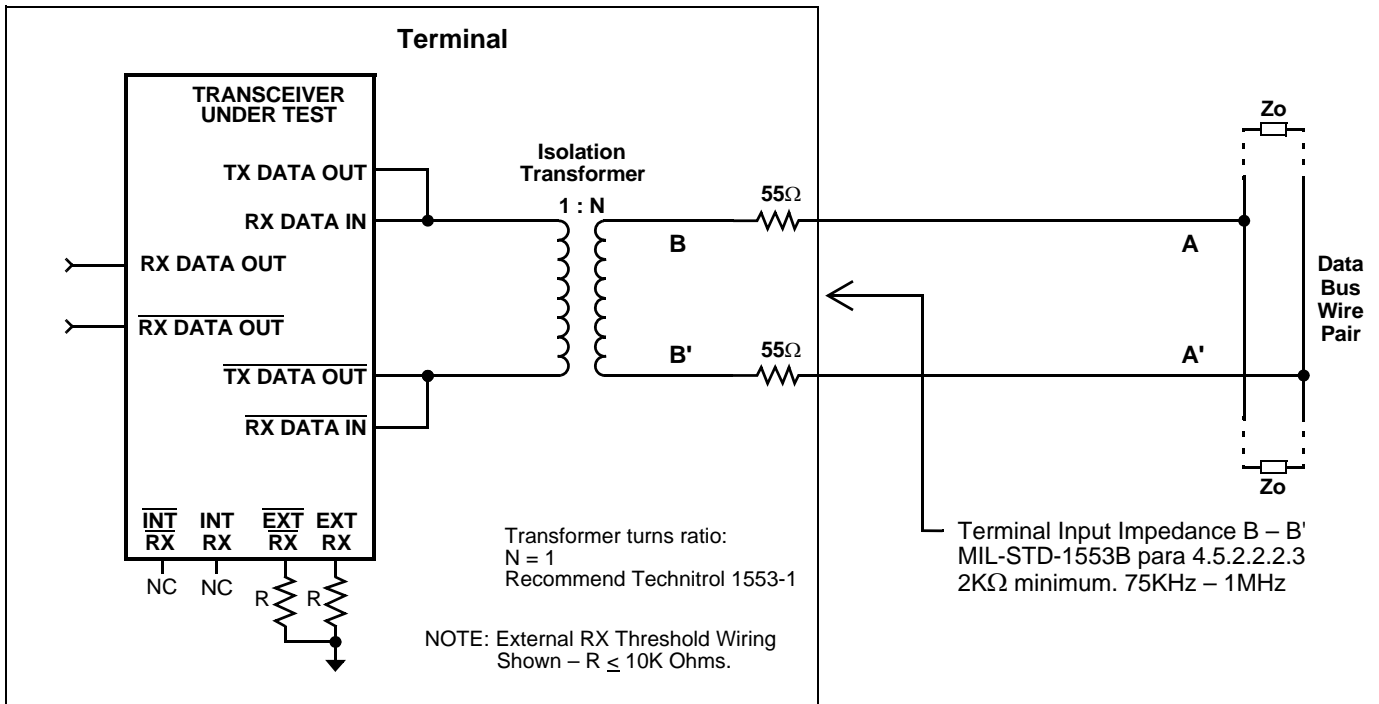 Terminal
TRANSCEIVER
UNDER TEST
TX DATA OUT
RX DATA IN
RX DATA OUT
RX DATA OUT
TX DATA OUT
RX DATA IN
INT
RX
INT
RX
EXT
RX
EXT
RX
NC
NC
R
R
Isolation
Transformer
1 : N
B
B'
55Ω
55Ω
Transformer turns ratio:
N = 1
Recommend Technitrol 1553-1
NOTE: External RX Threshold Wiring
Shown – R ≤ 10K Ohms.
A
A'
Zo
Zo
Data
Bus
Wire
Pair
Terminal Input Impedance B – B'
MIL-STD-1553B para 4.5.2.2.2.3
2KΩ minimum. 75KHz – 1MHz